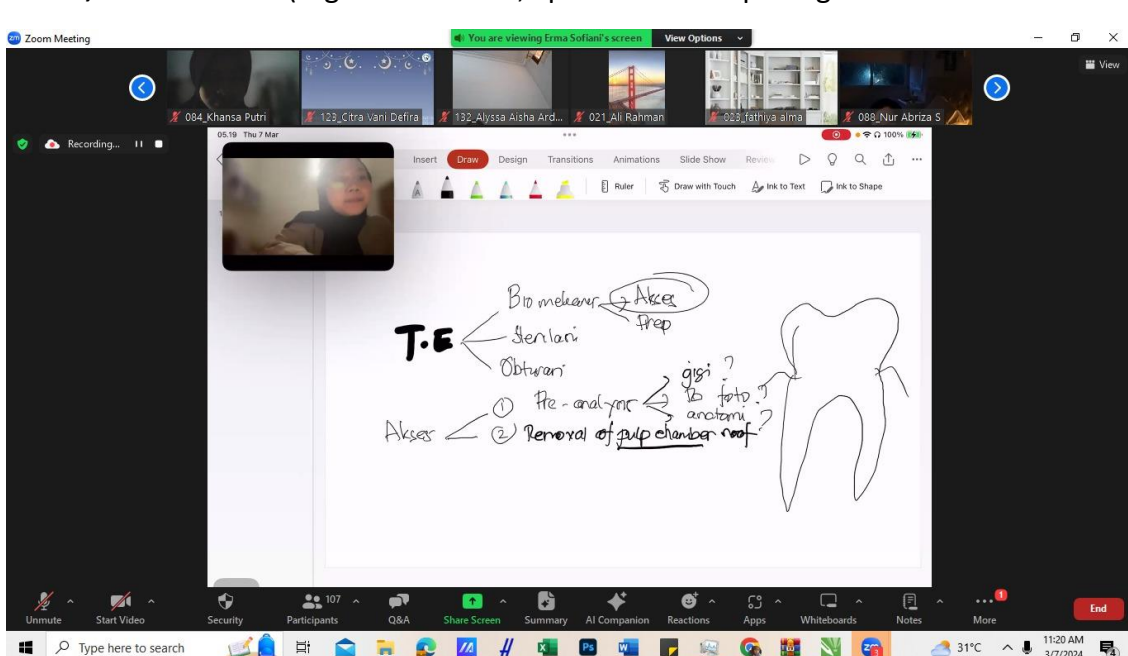 Zoom Meeting
You are viewing Erma Sofiani's screen
View Options
View
084_Khansa Putri
123_Citra Vani Defira
132_Alyssa Aisha Ard...
021_Ali Rahman
023_fathiya alma
088_Nur Abriza S
Recording...
05.19 Thu 7 Mar
100%
Insert Draw Design Transitions Animations Slide Show Review
Ruler Draw with Touch Ink to Text Ink to Shape
Akses
Prep
T.E
Obturasi
gigi ?
foto ?
anatomi ?
Akses
① Pre-
② Removal of pulp chamber roof
Unmute
Start Video
Security
107
Participants
Q&A
Share Screen
Summary
AI Companion
Reactions
Apps
Whiteboards
Notes
1
More
End
Type here to search
31°C
11:20 AM
3/7/2024